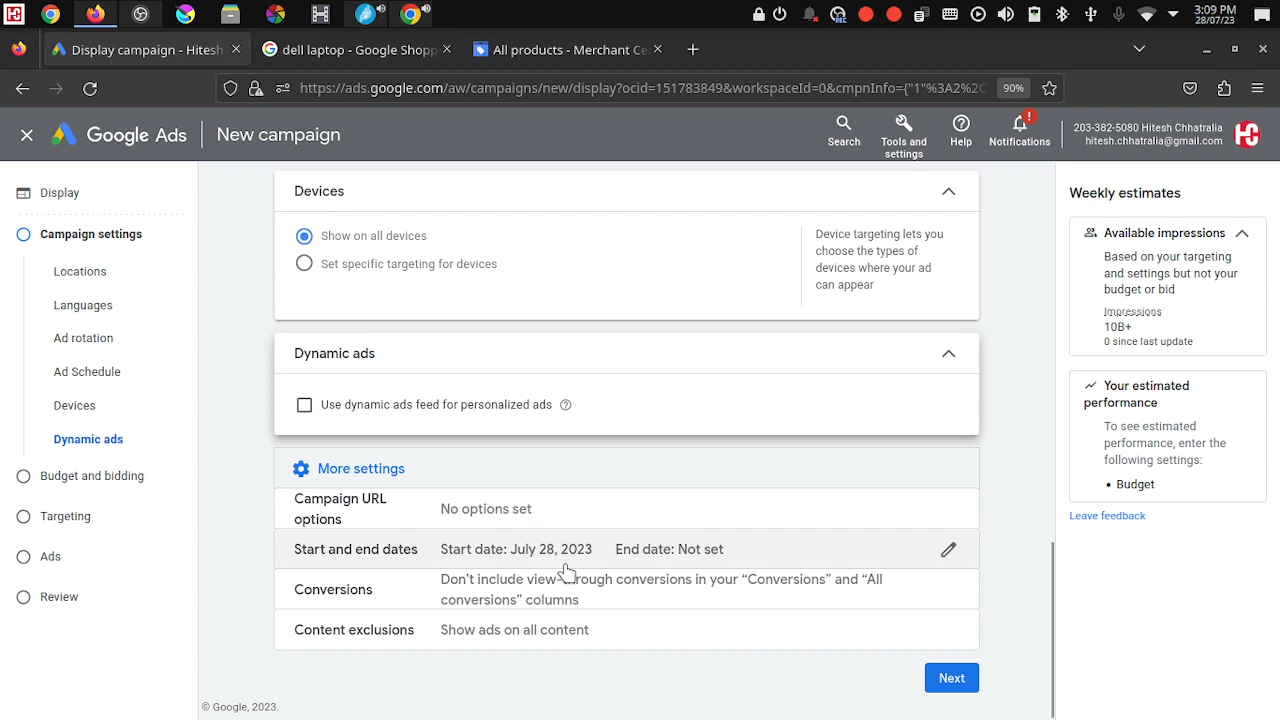 3:09 PM
28/07/23
Display campaign - Hitesh
dell laptop - Google Shopp
All products - Merchant Ce
https://ads.google.com/aw/campaigns/new/display?ocid=151783849&workspaceId=0&cmpnInfo={"1"%3A2%2C
90%
Google Ads
New campaign
Search
Tools and
settings
Help
Notifications
203-382-5080 Hitesh Chhatralia
hitesh.chhatralia@gmail.com
HC
Display
Campaign settings
Locations
Languages
Ad rotation
Ad Schedule
Devices
Dynamic ads
Budget and bidding
Targeting
Ads
Review
Devices
Show on all devices
Set specific targeting for devices
Device targeting lets you
choose the types of
devices where your ad
can appear
Dynamic ads
Use dynamic ads feed for personalized ads
More settings
Campaign URL
options
No options set
Start and end dates
Start date: July 28, 2023 End date: Not set
Conversions
Don't include view-through conversions in your “Conversions” and “All
conversions” columns
Content exclusions
Show ads on all content
Next
© Google, 2023.
Weekly estimates
Available impressions
Based on your targeting
and settings but not your
budget or bid
Impressions
10B+
0 since last update
Your estimated
performance
To see estimated
performance, enter the
following settings:
• Budget
Leave feedback